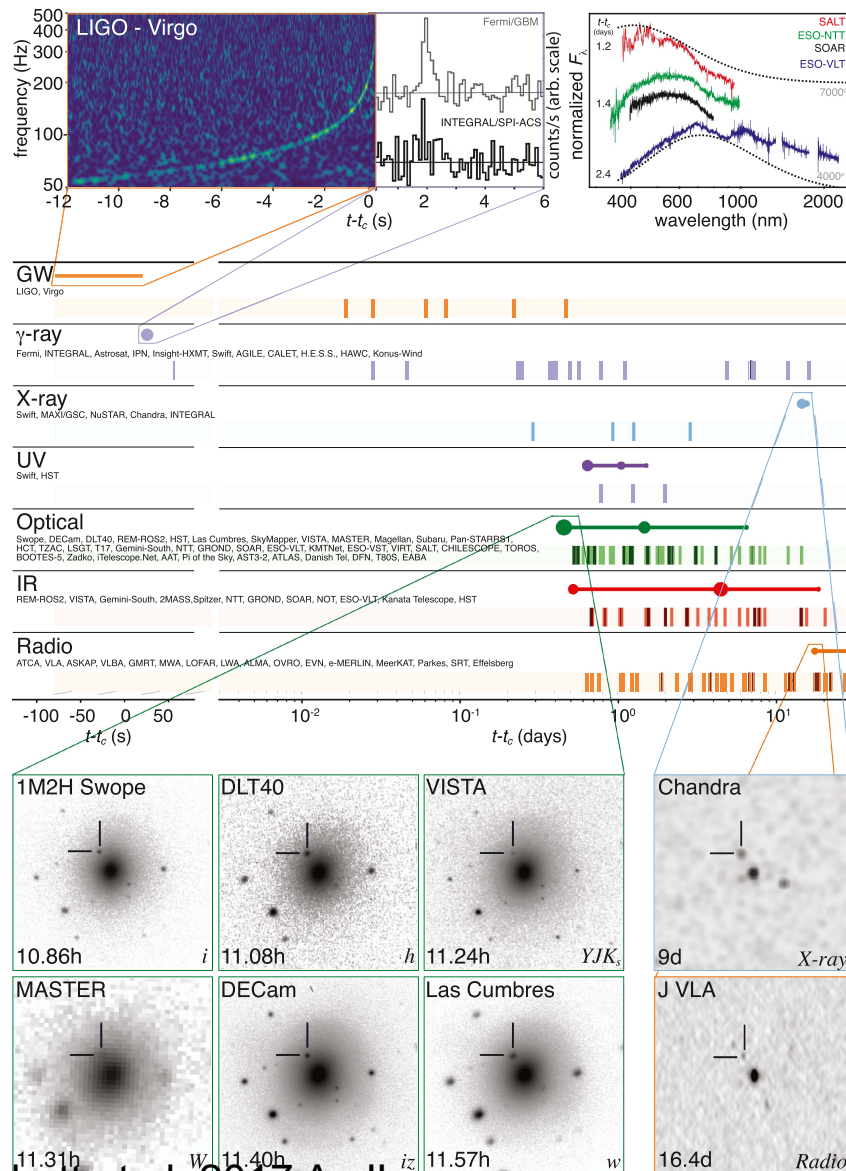 LIGO - Virgo
Fermi/GBM
INTEGRAL/SPI-ACS
frequency (Hz)
500
400
300
200
100
50
-12 -10 -8 -6 -4 -2 0 2 4 6
t-tc (s)
counts/s (arb. scale)
normalized Fλ
t-tc
(days)
1.2
1.4
2.4
SALT
ESO-NTT
SOAR
ESO-VLT
7000
4000
400 600 1000 2000
wavelength (nm)
GW
LIGO, Virgo
γ-ray
Fermi, INTEGRAL, Astrosat, IPN, Insight-HXMT, Swift, AGILE, CALET, H.E.S.S., HAWC, Konus-Wind
X-ray
Swift, MAXI/GSC, NuSTAR, Chandra, INTEGRAL
UV
Swift, HST
Optical
Swope, DECam, DLT40, REM-ROS2, HST, Las Cumbres, SkyMapper, VISTA, MASTER, Magellan, Subaru, Pan-STARRS1,
HCT, TZAC, LSGT, T17, Gemini-South, NTT, GROND, SOAR, ESO-VLT, KMTNet, ESO-VST, VIRT, SALT, CHILESCOPE, TOROS,
BOOTES-5, Zadko, iTelescope.Net, AAT, Pi of the Sky, AST3-2, ATLAS, Danish Tel, DFN, T80S, EABA
IR
REM-ROS2, VISTA, Gemini-South, 2MASS,Spitzer, NTT, GROND, SOAR, NOT, ESO-VLT, Kanata Telescope, HST
Radio
ATCA, VLA, ASKAP, VLBA, GMRT, MWA, LOFAR, LWA, ALMA, OVRO, EVN, e-MERLIN, MeerKAT, Parkes, SRT, Effelsberg
-100 -50 0 50 10⁻² 10⁻¹ 10⁰ 10¹
t-tc (s) t-tc (days)
1M2H Swope
10.86h i
DLT40
11.08h h
VISTA
11.24h YJKs
Chandra
9d X-ray
MASTER
11.31h W
DECam
11.40h iz
Las Cumbres
11.57h w
J VLA
16.4d Radio